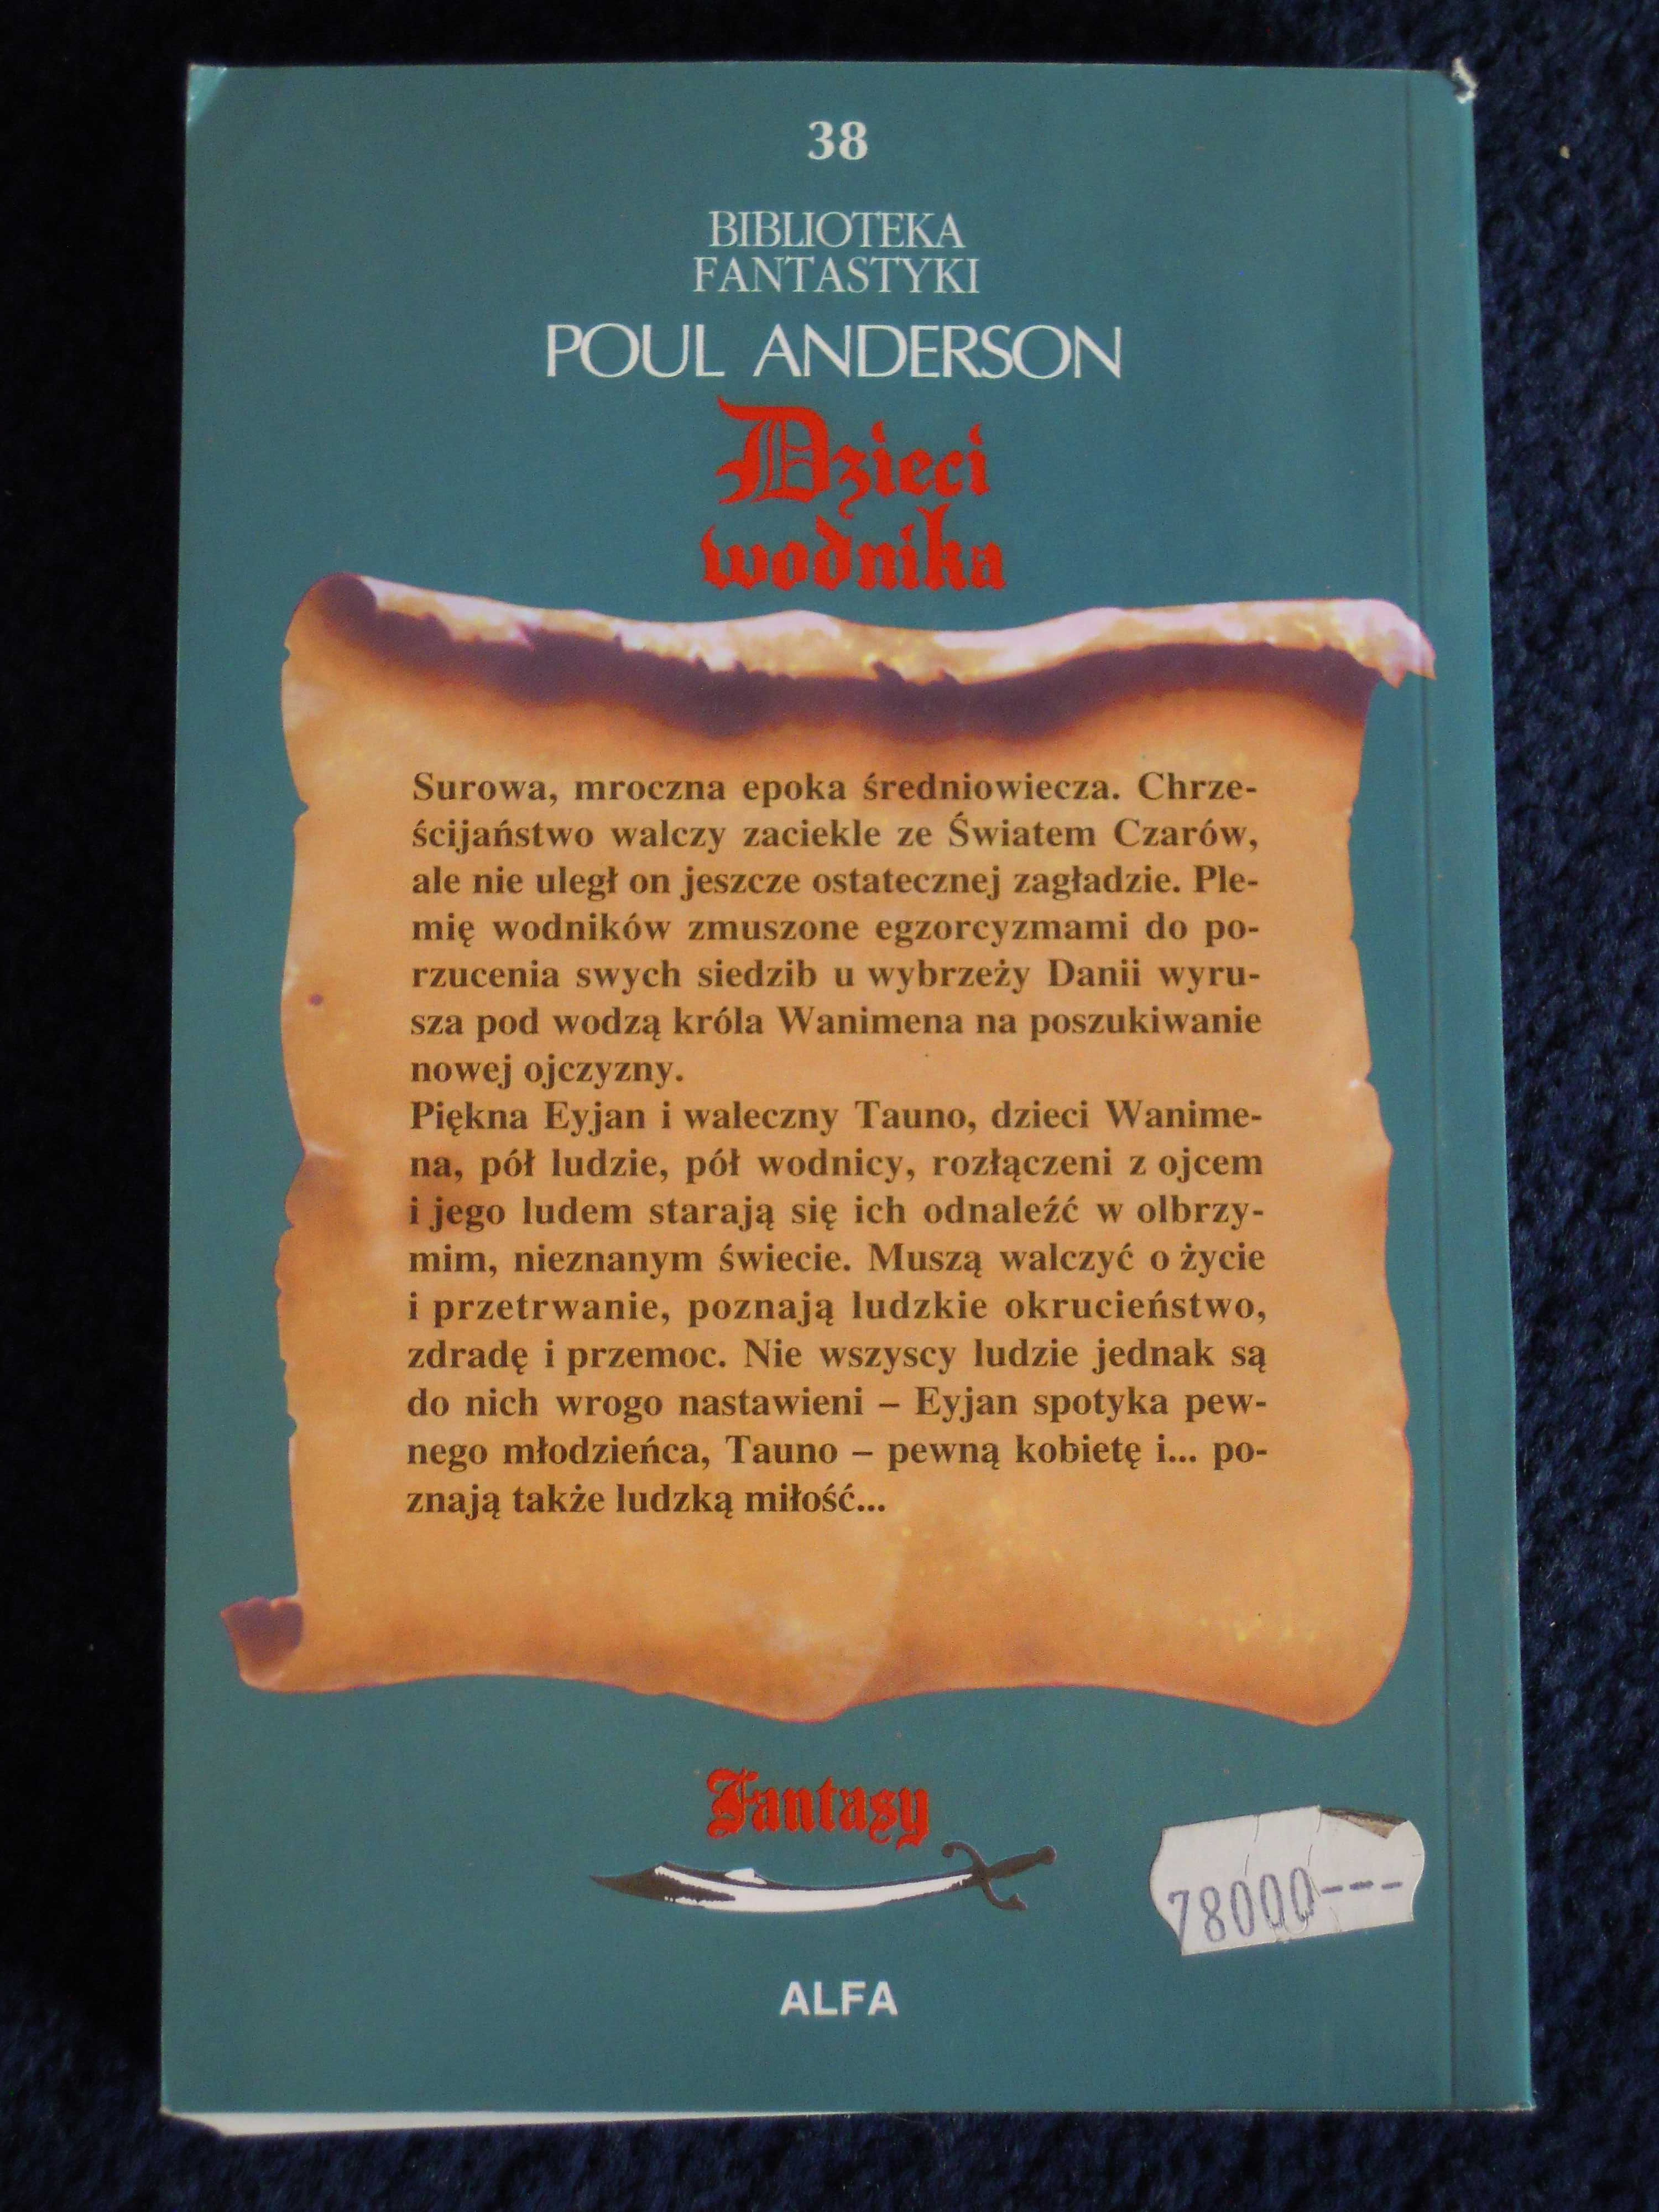 38
BIBLIOTEKA
FANTASTYKI
POUL ANDERSON
Dzieci
wodnika
Surowa, mroczna epoka średniowiecza. Chrze-
ścijaństwo walczy zaciekle ze Światem Czarów,
ale nie uległ on jeszcze ostatecznej zagładzie. Ple-
mię wodników zmuszone egzorcyzmami do po-
rzucenia swych siedzib u wybrzeży Danii wyru-
sza pod wodzą króla Wanimena na poszukiwanie
nowej ojczyzny.
Piękna Eyjan i waleczny Tauno, dzieci Wanime-
na, pół ludzie, pół wodnicy, rozłączeni z ojcem
i jego ludem starają się ich odnaleźć w olbrzy-
mim, nieznanym świecie. Muszą walczyć o życie
i przetrwanie, poznają ludzkie okrucieństwo,
zdradę i przemoc. Nie wszyscy ludzie jednak są
do nich wrogo nastawieni – Eyjan spotyka pew-
nego młodzieńca, Tauno – pewną kobietę i... po-
znają także ludzką miłość...
Fantasy
78000---
ALFA